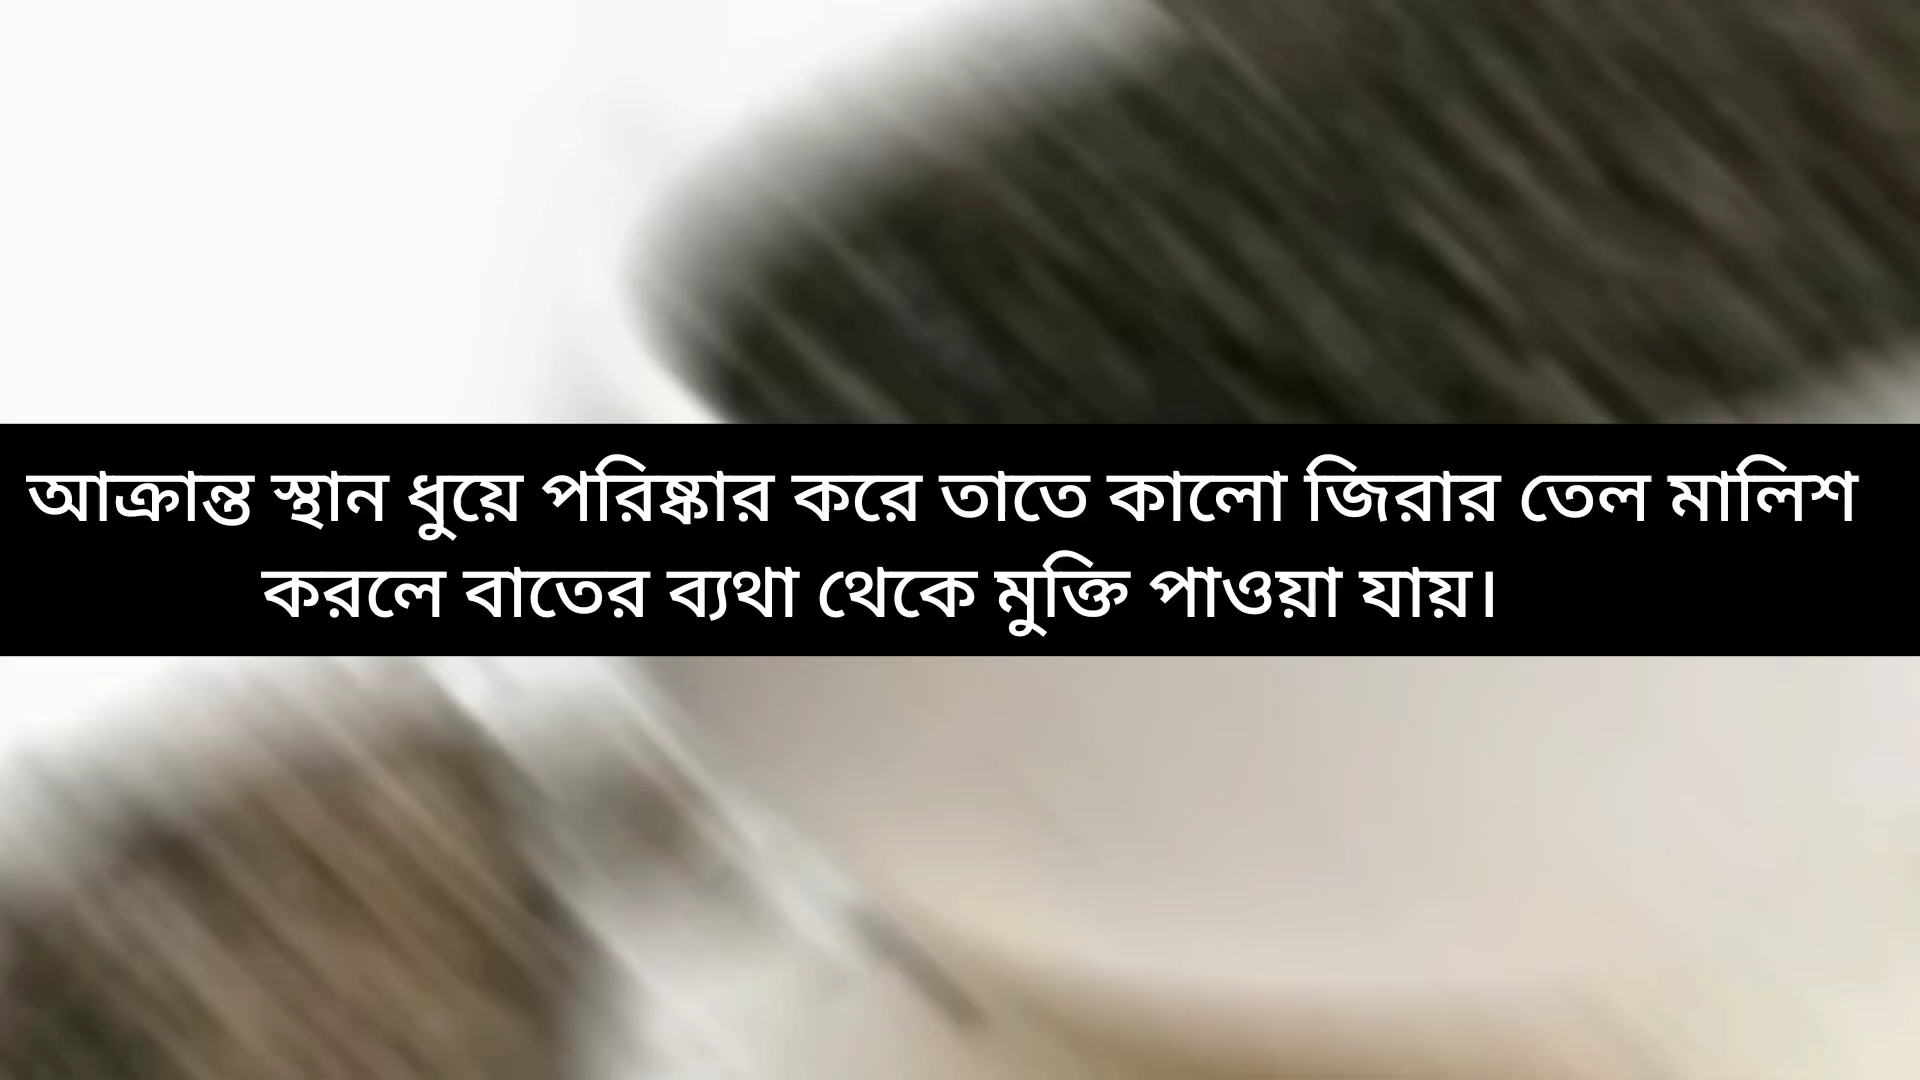 আক্রান্ত স্থান ধুয়ে পরিষ্কার করে তাতে কালো জিরার তেল মালিশ
করলে বাতের ব্যথা থেকে মুক্তি পাওয়া যায়।